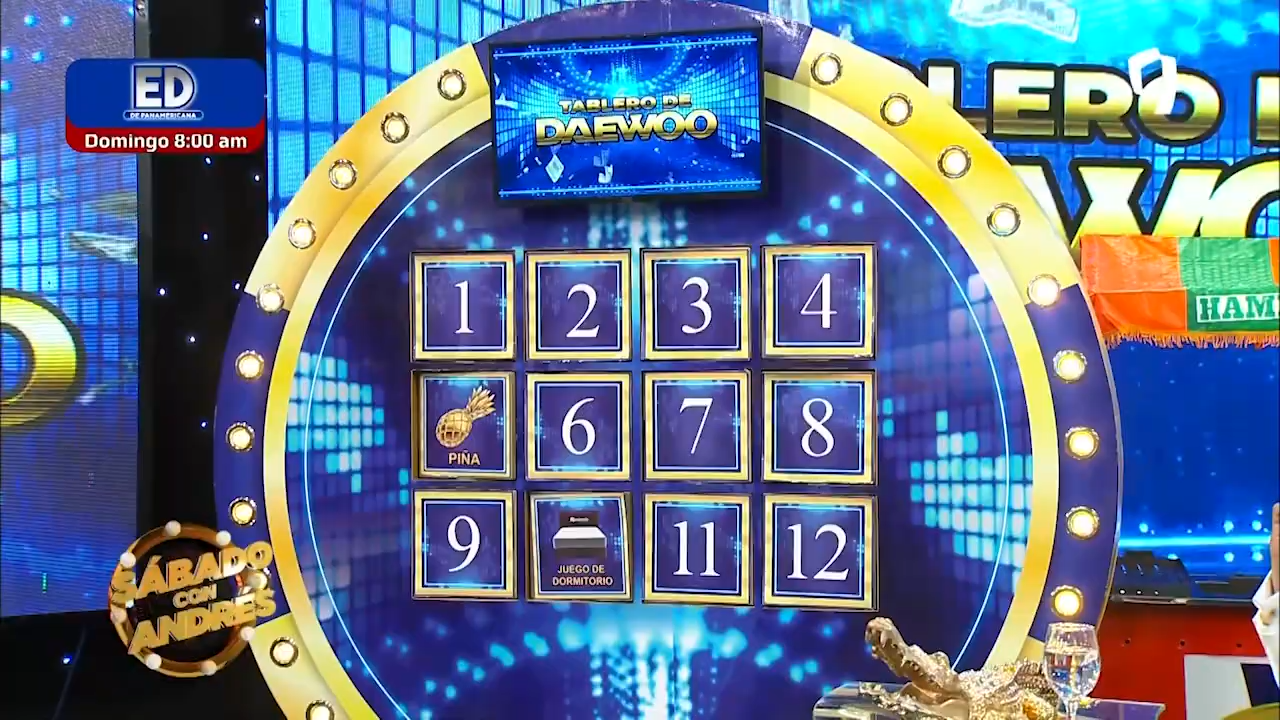 ED
DE PANAMERICANA
Domingo 8:00 am
TABLERO DE
DAEWOO
LERO
HAM
1
2
3
4
PIÑA
6
7
8
9
JUEGO DE
DORMITORIO
11
12
SÁBADO
CON
ANDRÉS